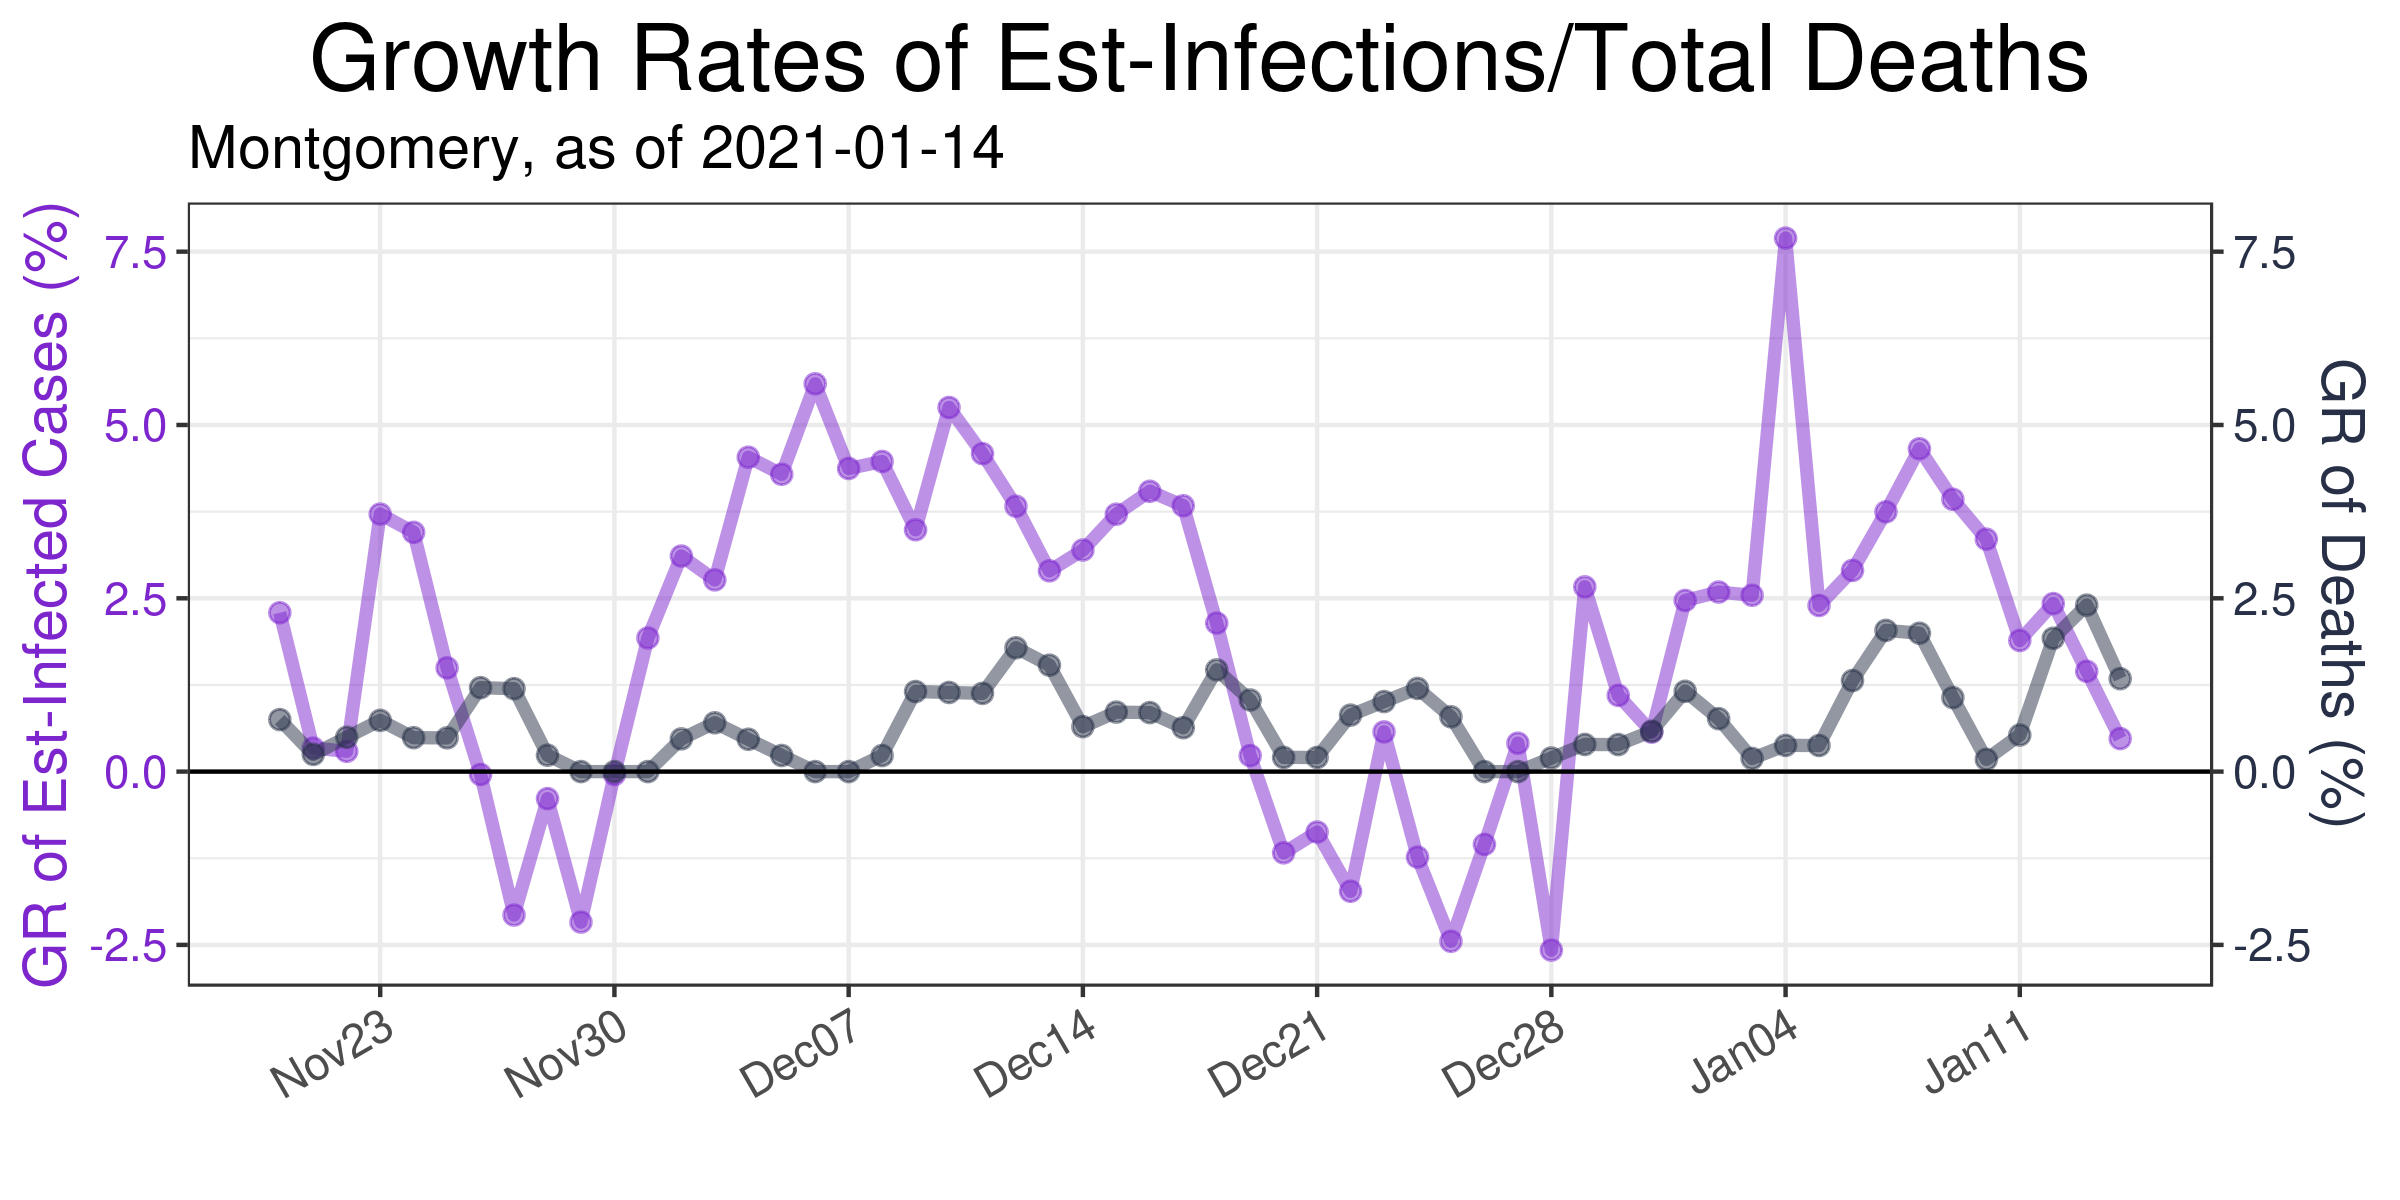 Growth Rates of Est-Infections/Total Deaths
Montgomery, as of 2021-01-14
GR of Est-Infected Cases (%)
7.5
5.0
2.5
0.0
-2.5
7.5
5.0
2.5
0.0
-2.5
GR of Deaths (%)
Nov23
Nov30
Dec07
Dec14
Dec21
Dec28
Jan04
Jan11